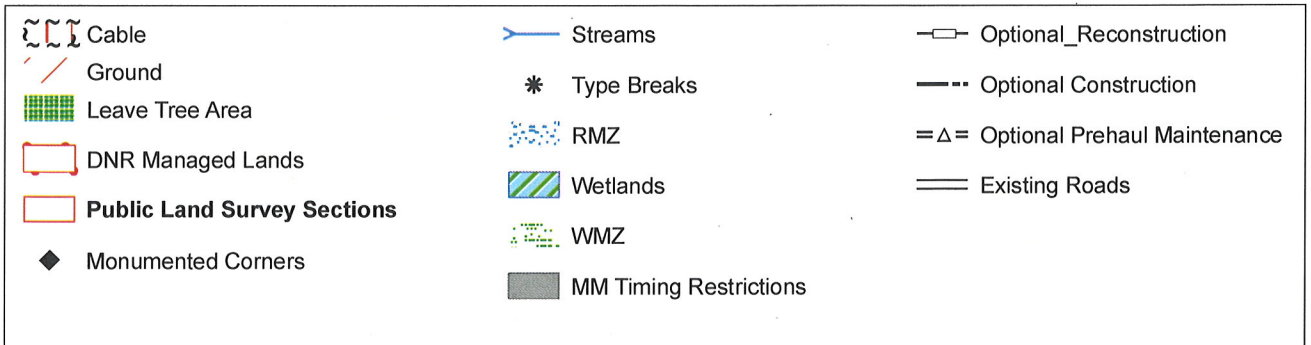 Cable
Ground
Leave Tree Area
DNR Managed Lands
Public Land Survey Sections
Monumented Corners
Streams
Type Breaks
RMZ
Wetlands
WMZ
MM Timing Restrictions
Optional_Reconstruction
Optional Construction
Optional Prehaul Maintenance
Existing Roads